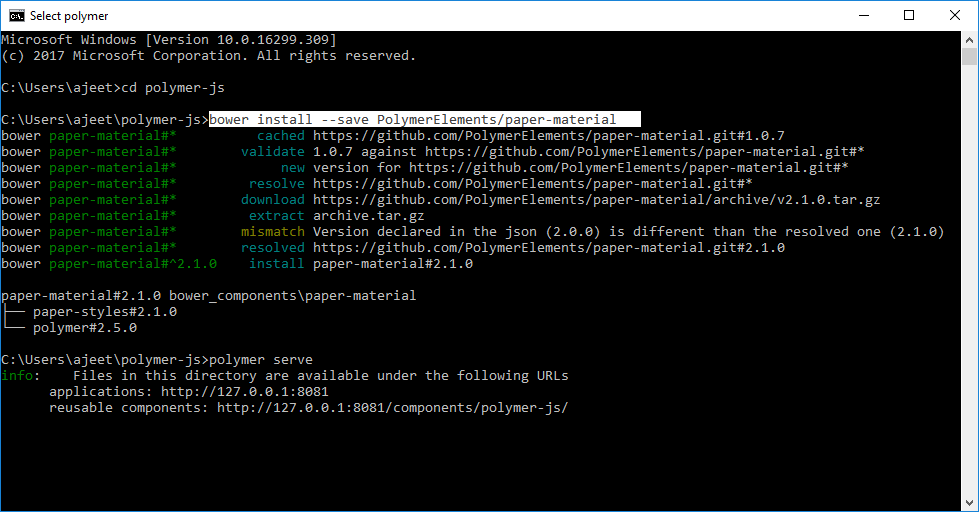 Select polymer
Microsoft Windows [Version 10.0.16299.309]
(c) 2017 Microsoft Corporation. All rights reserved.
C:\Users\ajeet>cd polymer-js
C:\Users\ajeet\polymer-js>bower install --save PolymerElements/paper-material
bower paper-material#* cached https://github.com/PolymerElements/paper-material.git#1.0.7
bower paper-material#* validate 1.0.7 against https://github.com/PolymerElements/paper-material.git#*
bower paper-material#* new version for https://github.com/PolymerElements/paper-material.git#*
bower paper-material#* resolve https://github.com/PolymerElements/paper-material.git#*
bower paper-material#* download https://github.com/PolymerElements/paper-material/archive/v2.1.0.tar.gz
bower paper-material#* extract archive.tar.gz
bower paper-material#* mismatch Version declared in the json (2.0.0) is different than the resolved one (2.1.0)
bower paper-material#* resolved https://github.com/PolymerElements/paper-material.git#2.1.0
bower paper-material#^2.1.0 install paper-material#2.1.0
paper-material#2.1.0 bower_components\paper-material
├── paper-styles#2.1.0
└── polymer#2.5.0
C:\Users\ajeet\polymer-js>polymer serve
info: Files in this directory are available under the following URLs
applications: http://127.0.0.1:8081
reusable components: http://127.0.0.1:8081/components/polymer-js/